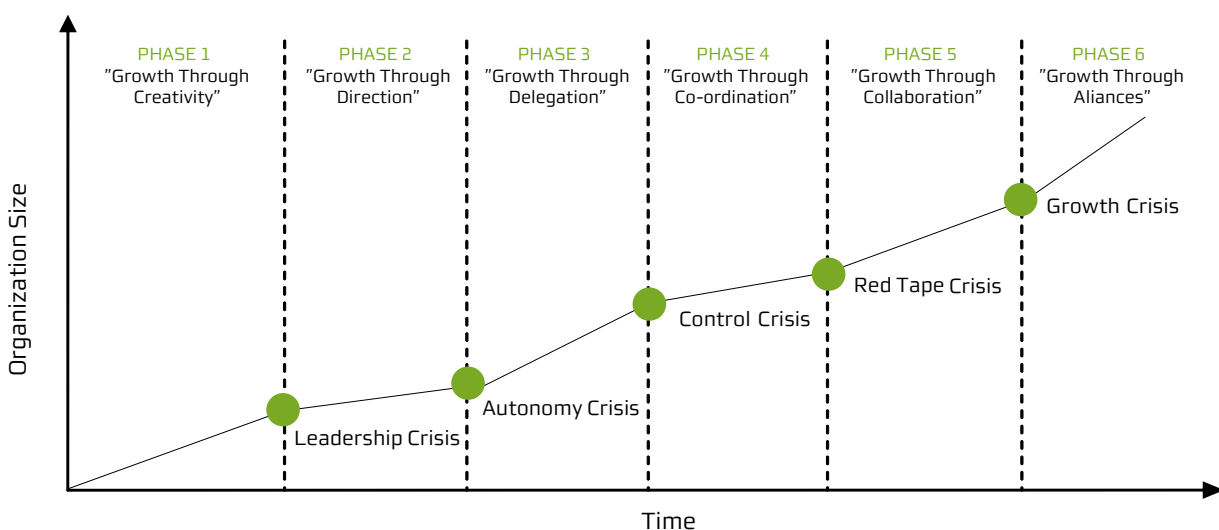 PHASE 1
”Growth Through
Creativity”
PHASE 2
”Growth Through
Direction”
PHASE 3
”Growth Through
Delegation”
PHASE 4
”Growth Through
Co-ordination”
PHASE 5
”Growth Through
Collaboration”
PHASE 6
”Growth Through
Aliances”
Organization Size
Growth Crisis
Red Tape Crisis
Control Crisis
Autonomy Crisis
Leadership Crisis
Time